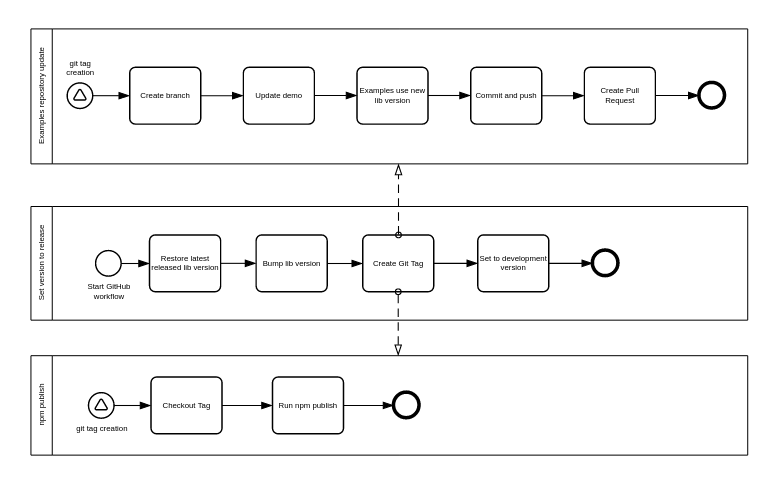 Examples repository update
git tag
creation
Create branch
Update demo
Examples use new
lib version
Commit and push
Create Pull
Request
Set version to release
Start GitHub
workflow
Restore latest
released lib version
Bump lib version
Create Git Tag
Set to development
version
npm publish
git tag creation
Checkout Tag
Run npm publish